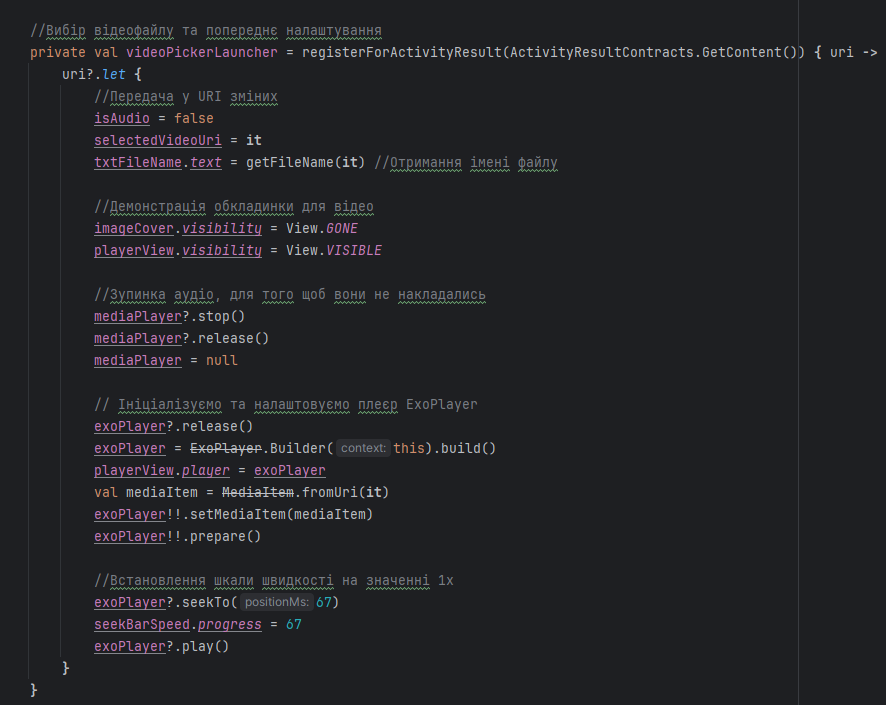 //Вибір відеофайлу та попереднє налаштування
private val videoPickerLauncher = registerForActivityResult(ActivityResultContracts.GetContent()) { uri ->
uri?.let {
//Передача у URI зміних
isAudio = false
selectedVideoUri = it
txtFileName.text = getFileName(it) //Отримання імені файлу
//Демонстрація обкладинки для відео
imageCover.visibility = View.GONE
playerView.visibility = View.VISIBLE
//Зупинка аудіо, для того щоб вони не накладались
mediaPlayer?.stop()
mediaPlayer?.release()
mediaPlayer = null
// Ініціалізуємо та налаштовуємо плеєр ExoPlayer
exoPlayer?.release()
exoPlayer = ExoPlayer.Builder( context: this).build()
playerView.player = exoPlayer
val mediaItem = MediaItem.fromUri(it)
exoPlayer!!.setMediaItem(mediaItem)
exoPlayer!!.prepare()
//Встановлення шкали швидкості на значенні 1х
exoPlayer?.seekTo( positionMs: 67)
seekBarSpeed.progress = 67
exoPlayer?.play()
}
}